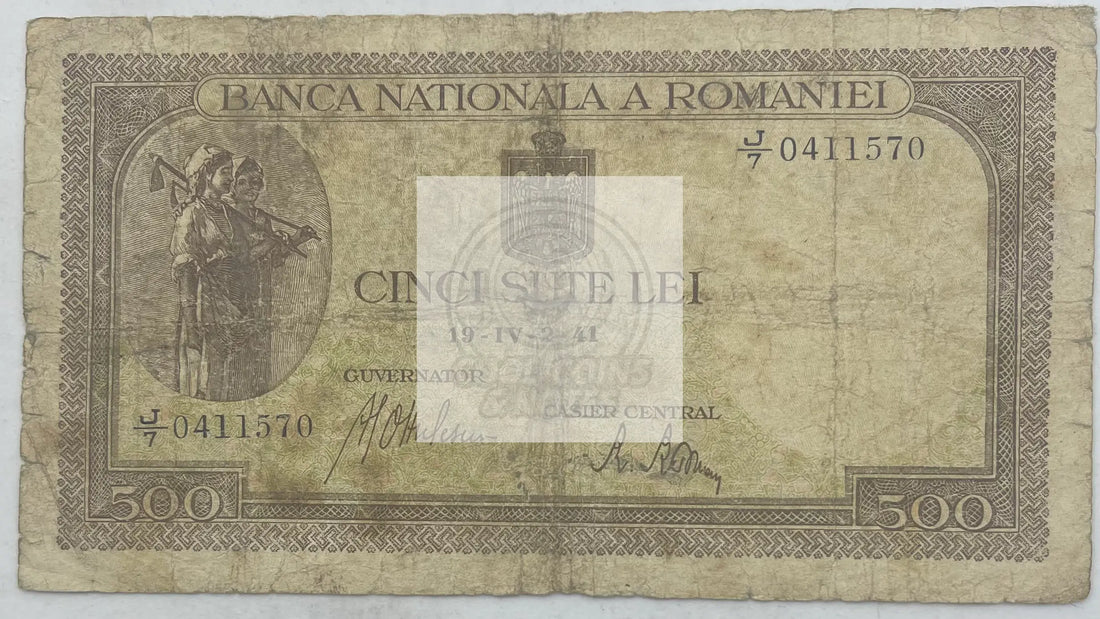 BANCA NATIONALA A ROMANIEI
J/7 0411570
CINCI SUTE LEI
19-IV-2-41
GUVERNATOR
CASIER CENTRAL
J/7 0411570
500
500